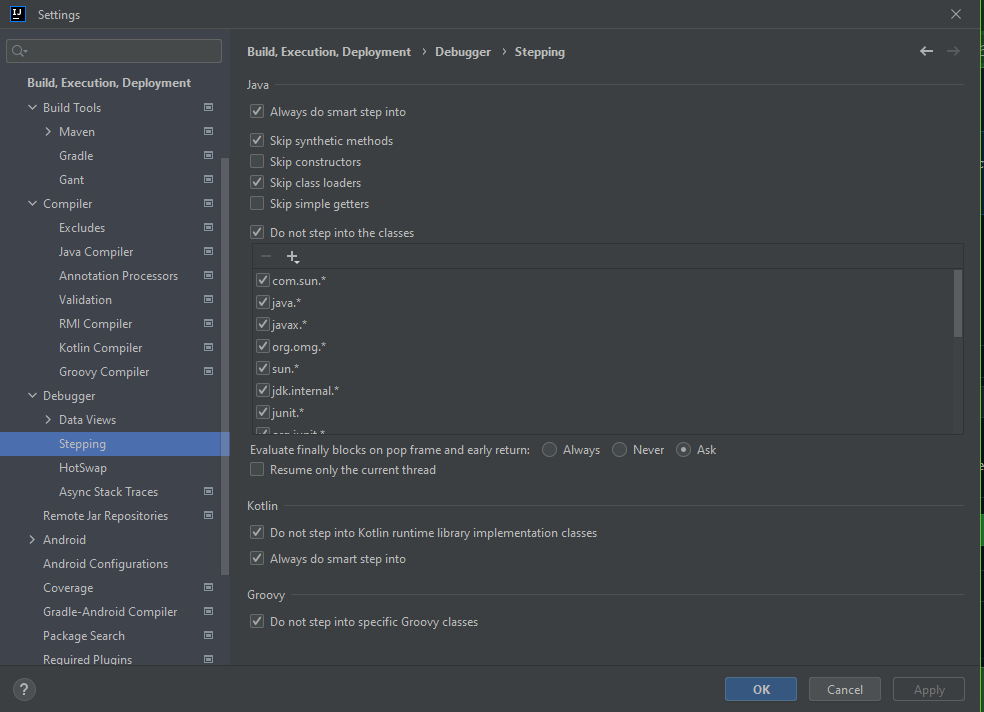 IJ
Settings
Build, Execution, Deployment
Build Tools
Maven
Gradle
Gant
Compiler
Excludes
Java Compiler
Annotation Processors
Validation
RMI Compiler
Kotlin Compiler
Groovy Compiler
Debugger
Data Views
Stepping
HotSwap
Async Stack Traces
Remote Jar Repositories
Android
Android Configurations
Coverage
Gradle-Android Compiler
Package Search
Required Plugins
Build, Execution, Deployment › Debugger › Stepping
Java
Always do smart step into
Skip synthetic methods
Skip constructors
Skip class loaders
Skip simple getters
Do not step into the classes
com.sun.*
java.*
javax.*
org.omg.*
sun.*
jdk.internal.*
junit.*
org.junit.*
Evaluate finally blocks on pop frame and early return: Always Never Ask
Resume only the current thread
Kotlin
Do not step into Kotlin runtime library implementation classes
Always do smart step into
Groovy
Do not step into specific Groovy classes
? OK Cancel Apply